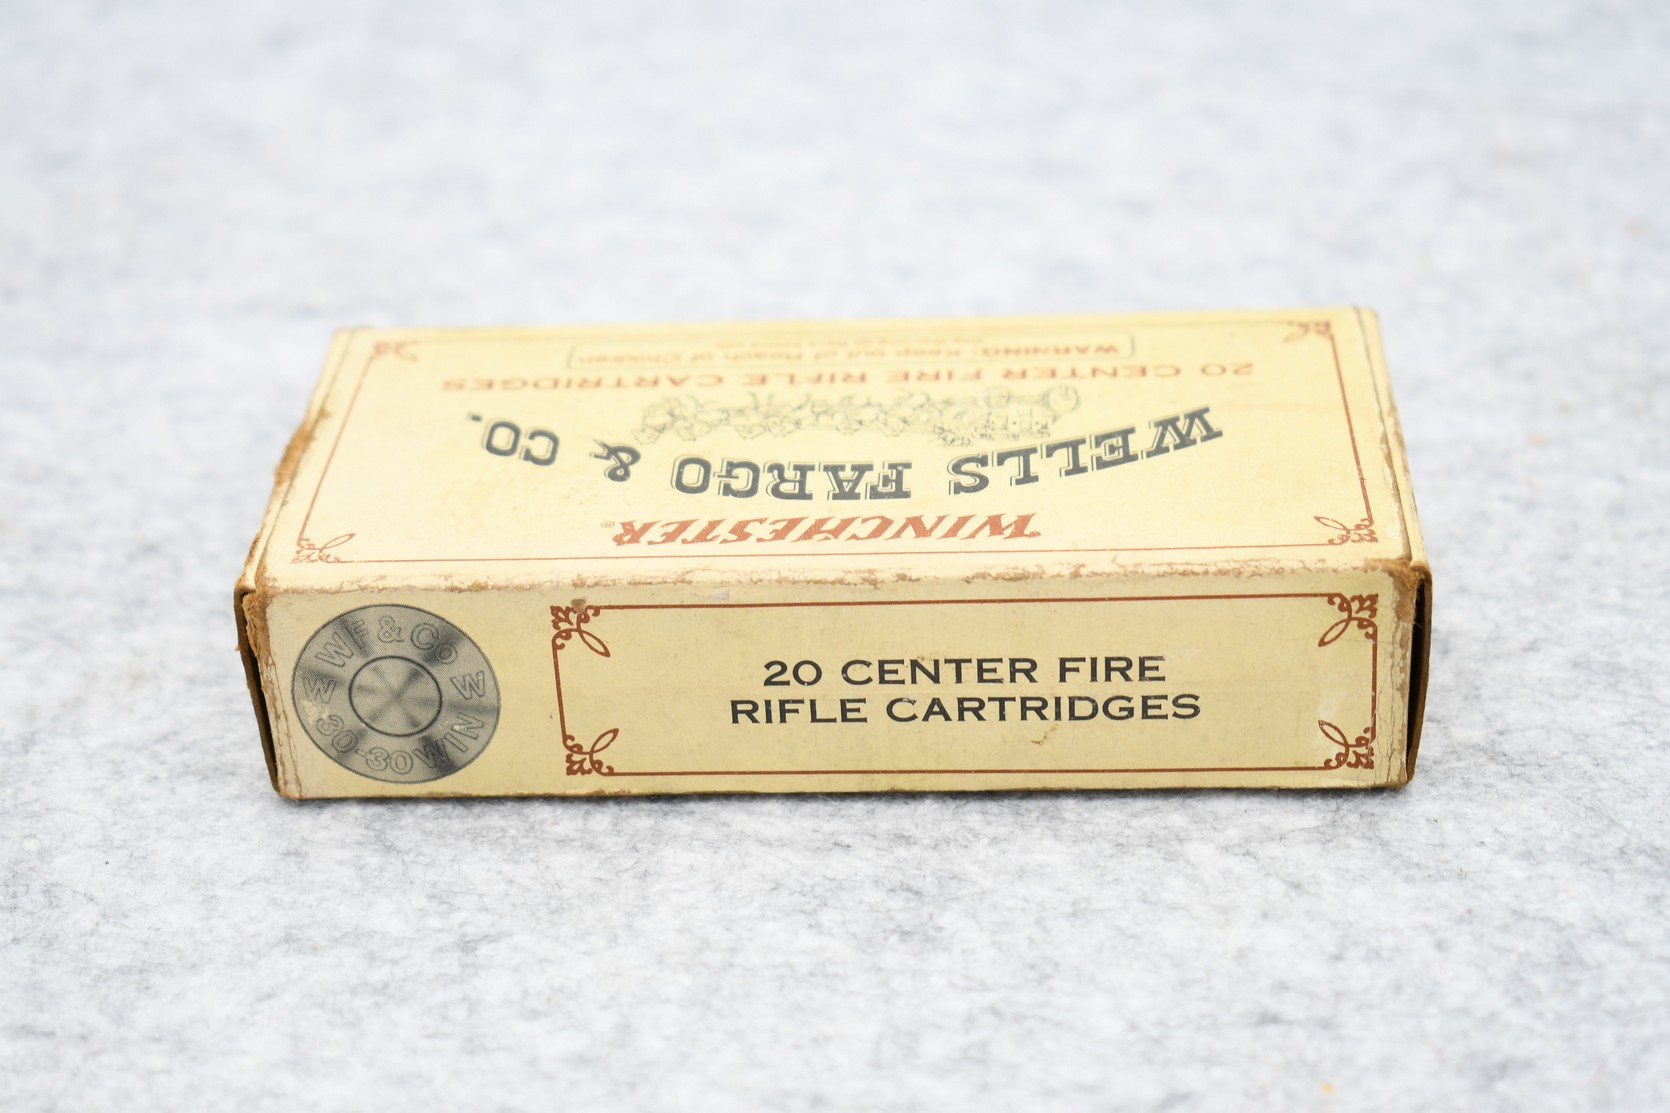 WINCHESTER®
WELLS FARGO & CO.
20 CENTER FIRE RIFLE CARTRIDGES
WARNING: Keep out of Reach of Children
W WF & Co W
30-30 WIN
20 CENTER FIRE
RIFLE CARTRIDGES